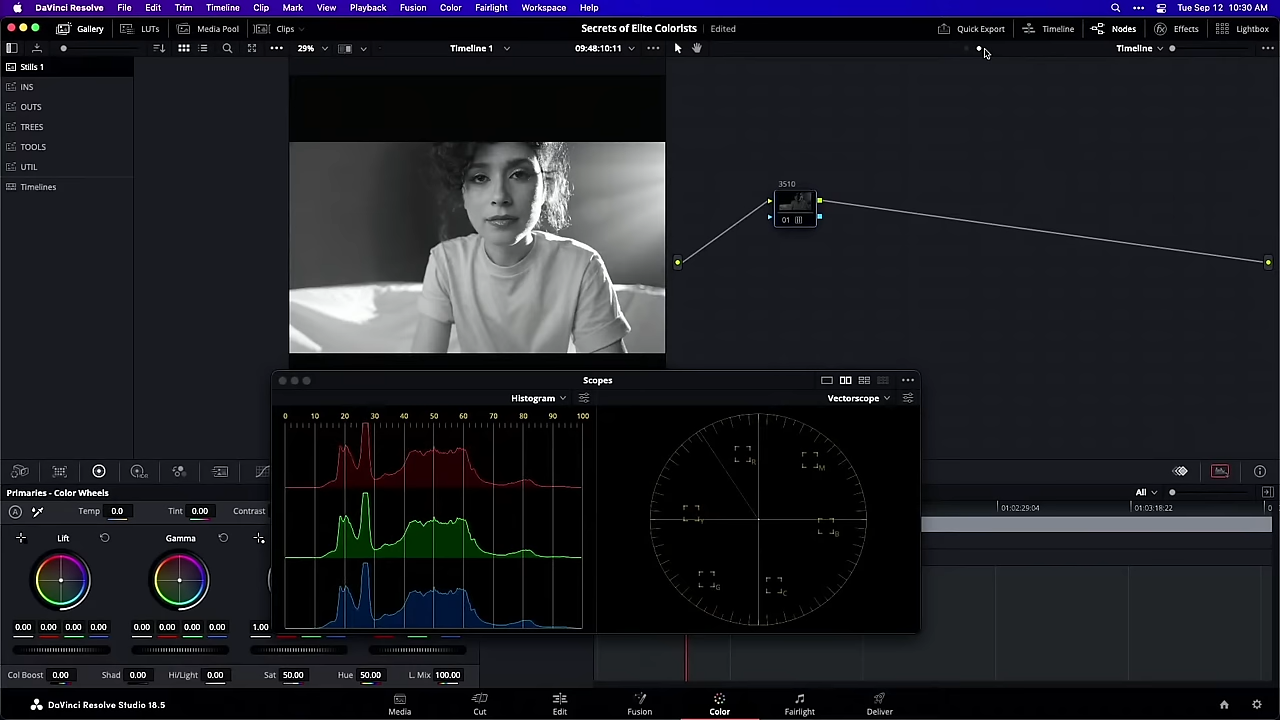 DaVinci Resolve File Edit Trim Timeline Clip Mark View Playback Fusion Color Fairlight Workspace Help Tue Sep 12 10:30 AM
Gallery LUTs Media Pool Clips Secrets of Elite Colorists Edited Quick Export Timeline Nodes Effects Lightbox
29% Timeline 1 09:48:10:11 Timeline
Stills 1
INS
OUTS
TREES
TOOLS
UTIL
Timelines
3510
01
Scopes
Histogram Vectorscope
0 10 20 30 40 50 60 70 80 90 100
R M
Y B
G C
All
01:02:29:04 01:03:18:22 0
Primaries - Color Wheels
Temp 0.0 Tint 0.00 Contrast
Lift Gamma
0.00 0.00 0.00 0.00 0.00 0.00 0.00 0.00 1.00
Col Boost 0.00 Shad 0.00 Hi/Light 0.00 Sat 50.00 Hue 50.00 L. Mix 100.00
DaVinci Resolve Studio 18.5 Media Cut Edit Fusion Color Fairlight Deliver